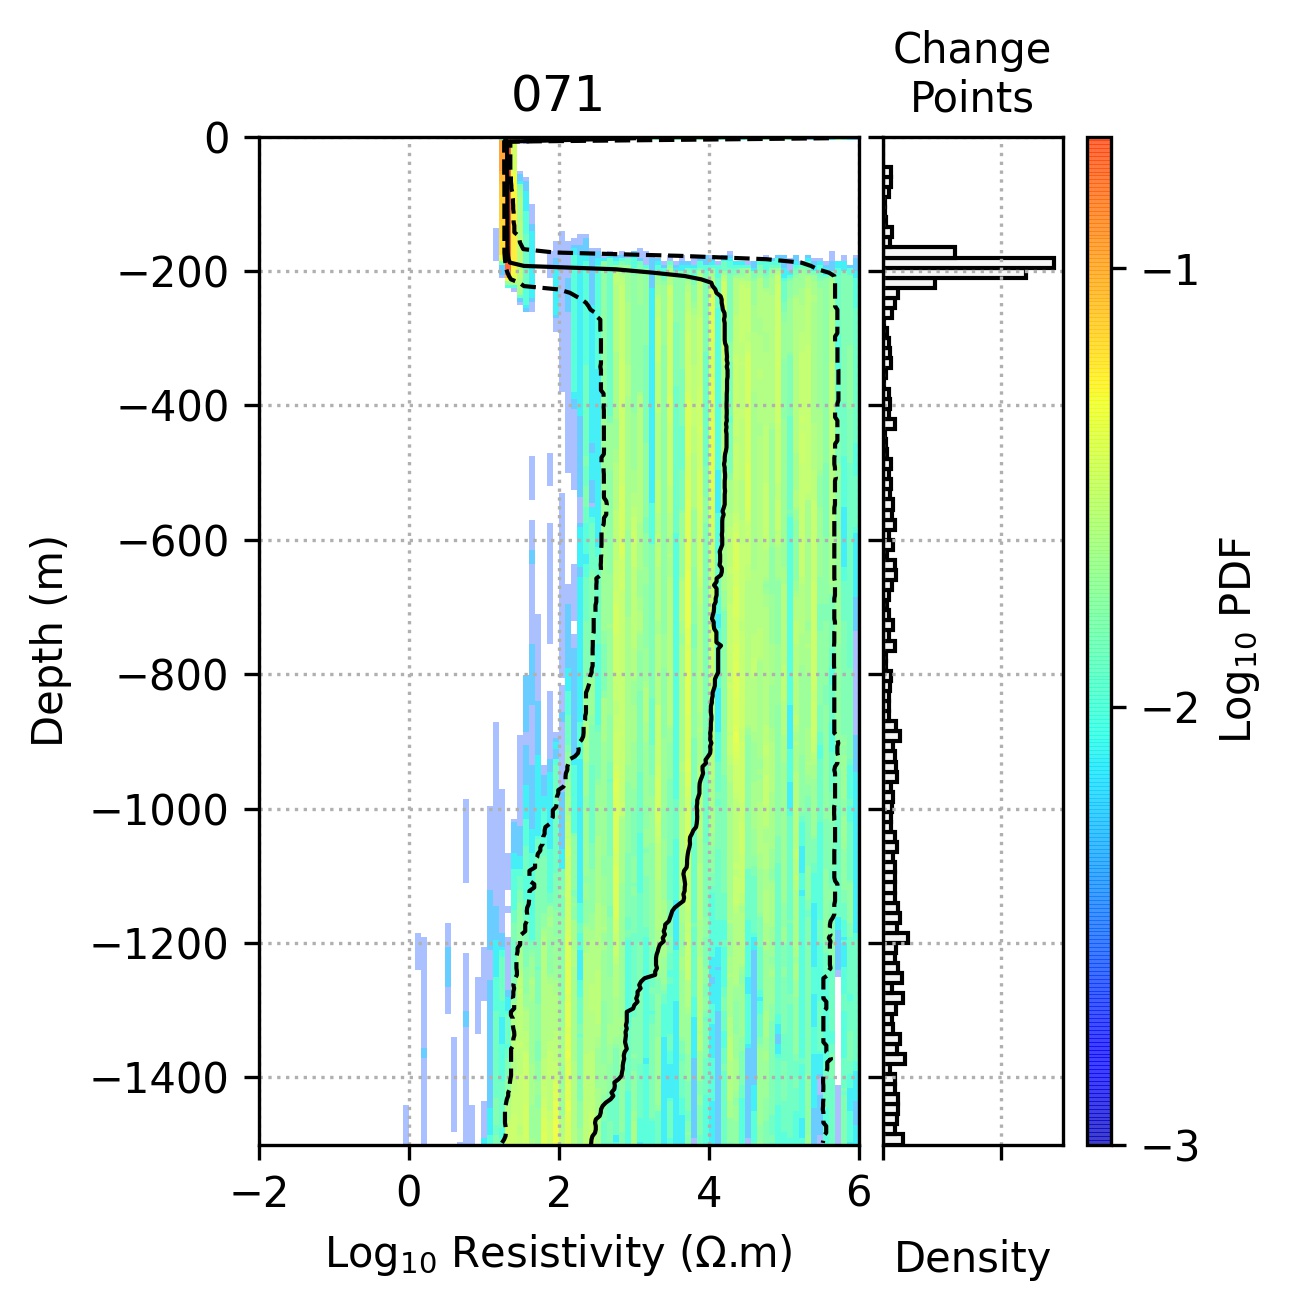 071
Change
Points
0
−200
−400
−600
−800
−1000
−1200
−1400
Depth (m)
−2
0
2
4
6
Log₁₀ Resistivity (Ω.m)
Density
−1
−2
−3
Log₁₀ PDF